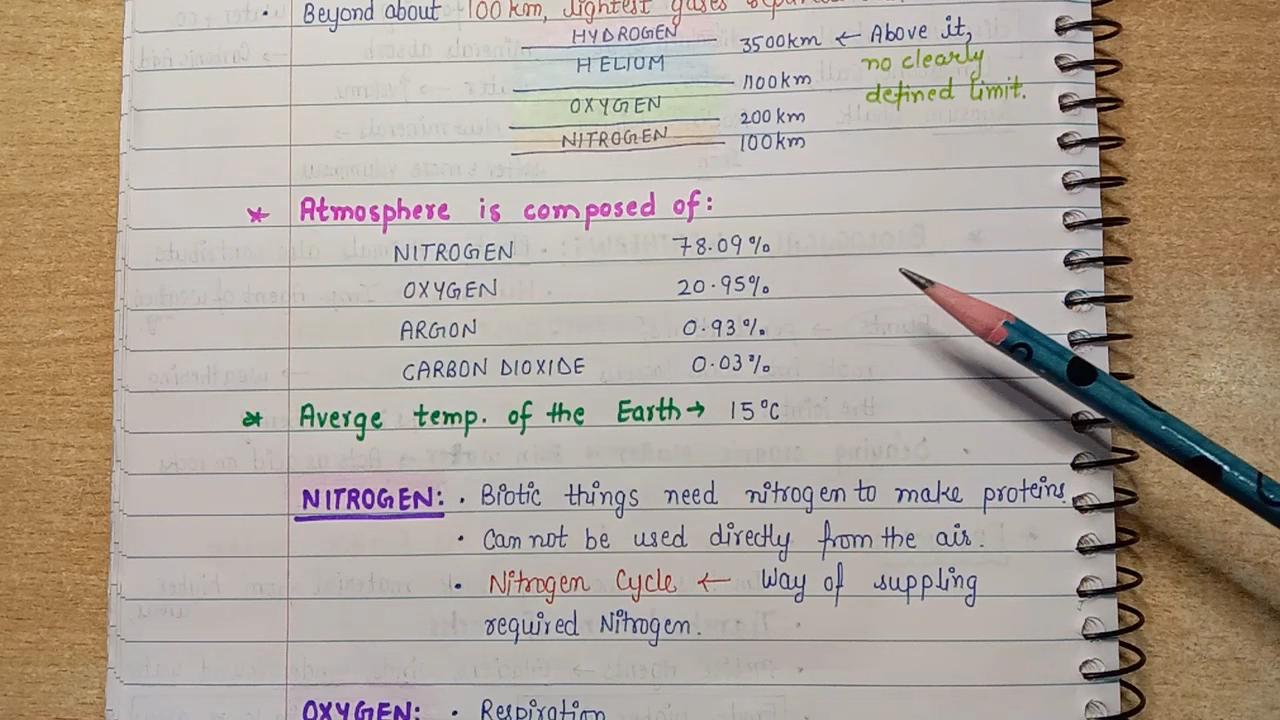 • Beyond about 100 km, lightest gases
HYDROGEN
3500km ← Above it,
HELIUM
no clearly
1100km
defined limit.
OXYGEN
200 km
NITROGEN
100km
* Atmosphere is composed of:
NITROGEN 78.09%
OXYGEN 20.95%
ARGON 0.93%
CARBON DIOXIDE 0.03%
* Averge temp. of the Earth → 15°C
NITROGEN: • Biotic things need nitrogen to make proteins.
• Can not be used directly from the air.
• Nitrogen Cycle ← Way of suppling
required Nitrogen.
OXYGEN: • Respiration